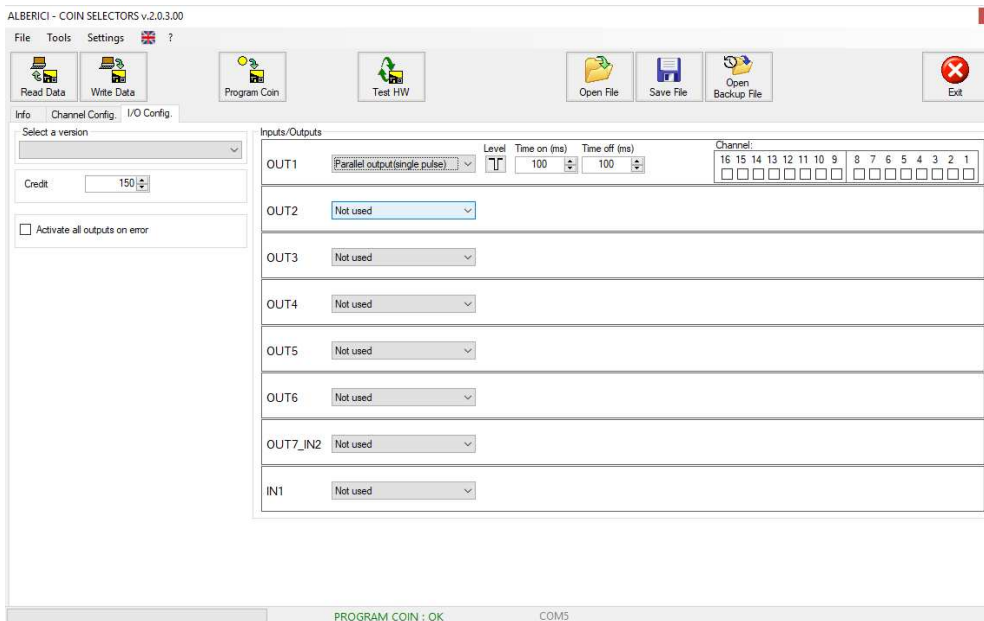 ALBERICI - COIN SELECTORS v.2.0.3.00
File Tools Settings ?
Read Data Write Data Program Coin Test HW Open File Save File Open Backup File Exit
Info Channel Config. I/O Config.
Select a version
Credit 150
Activate all outputs on error
Inputs/Outputs
Level Time on (ms) Time off (ms) Channel:
OUT1 Parallel output(single pulse) 100 100 16 15 14 13 12 11 10 9 8 7 6 5 4 3 2 1
OUT2 Not used
OUT3 Not used
OUT4 Not used
OUT5 Not used
OUT6 Not used
OUT7_IN2 Not used
IN1 Not used
PROGRAM COIN : OK COM5